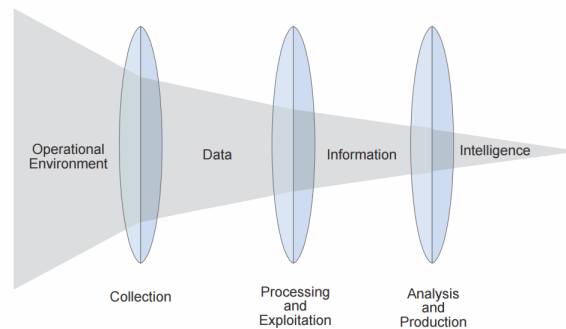 Operational
Environment
Data
Information
Intelligence
Collection
Processing
and
Exploitation
Analysis
and
Production